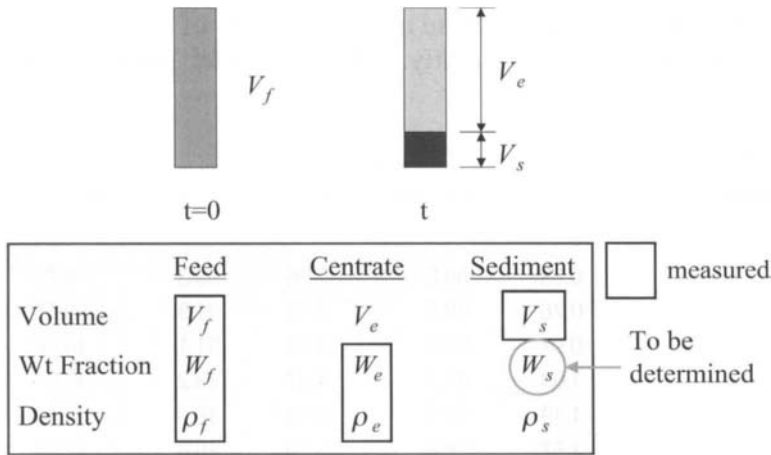 V_f
V_e
V_s
t=0 t
Feed Centrate Sediment
measured
Volume V_f V_e V_s
To be
Wt Fraction W_f W_e W_s
determined
Density ρ_f ρ_e ρ_s